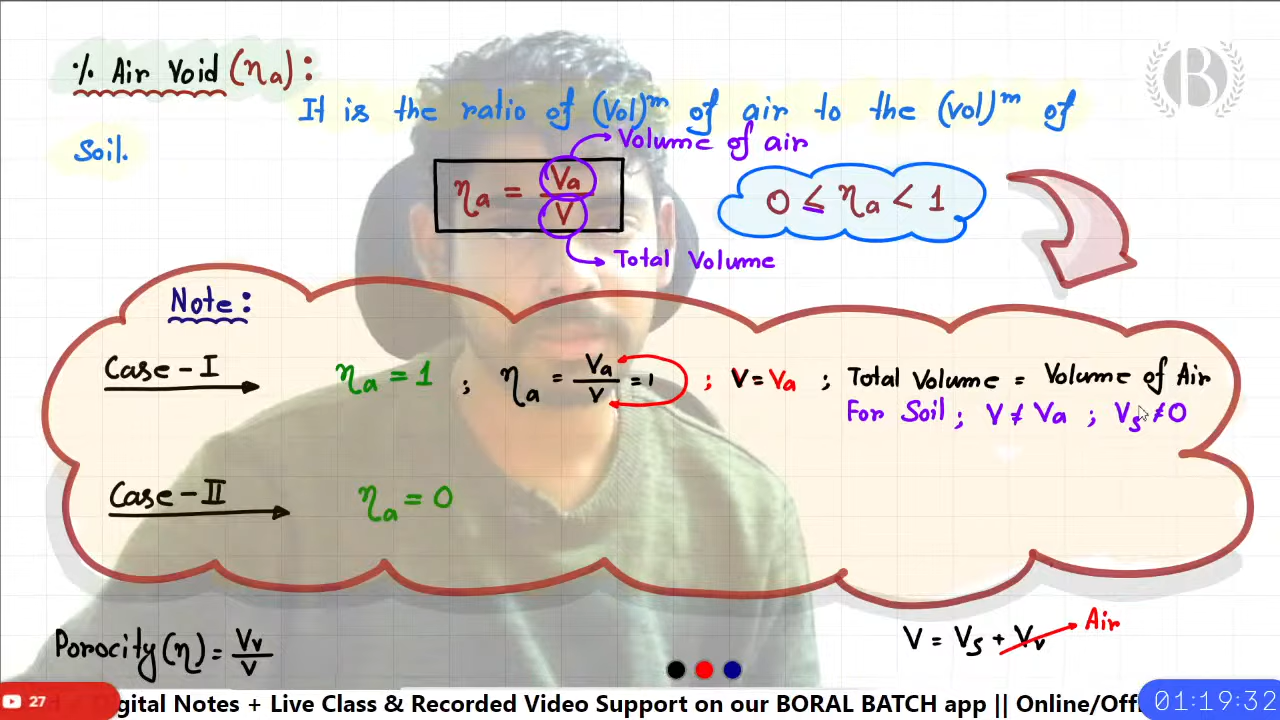 % Air Void (ηa):
It is the ratio of (Vol)ᵐ of air to the (vol)ᵐ of
Soil.
Volume of air
ηa = Va/V
0 ≤ ηa < 1
Total Volume
Note:
Case-I ηa = 1 ; ηa = Va/V = 1 ; V = Va ; Total Volume = Volume of Air
For Soil ; V ≠ Va ; Vs ≠ 0
Case-II ηa = 0
Porocity (η) = Vv/V
V = Vs + Vv Air
27
igital Notes + Live Class & Recorded Video Support on our BORAL BATCH app || Online/Off
01:19:32
B